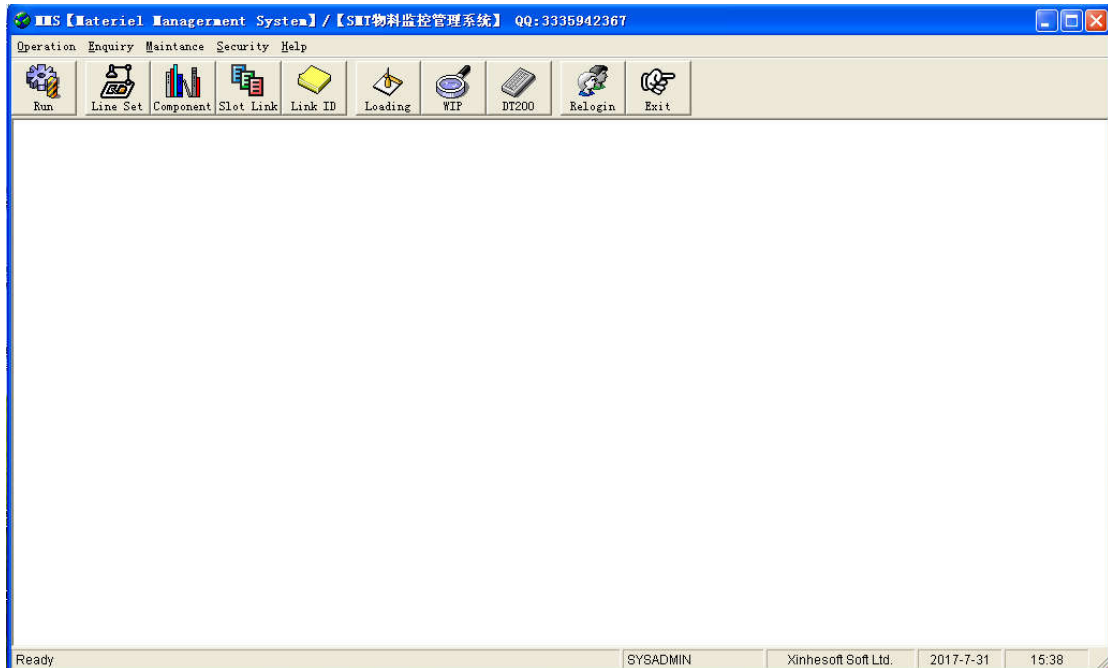 MMS【Materiel Managerment System】/【SMT物料监控管理系统】 QQ:3335942367
Operation Enquiry Maintance Security Help
Run Line Set Component Slot Link Link ID Loading WIP DT200 Relogin Exit
Ready SYSADMIN Xinhesoft Soft Ltd. 2017-7-31 15:38